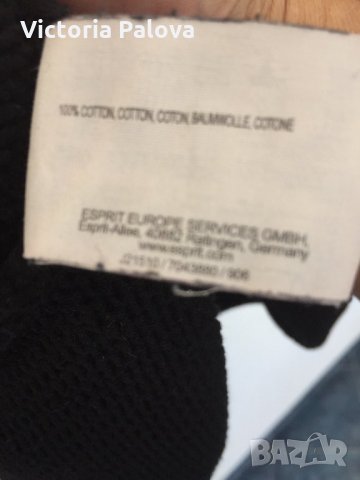 Victoria Palova
100% COTTON, COTTON, COTON, BAUMWOLLE, COTONE
ESPRIT EUROPE SERVICES GMBH,
Esprit-Allee, 40882 Ratingen, Germany
www.esprit.com
BAZAR